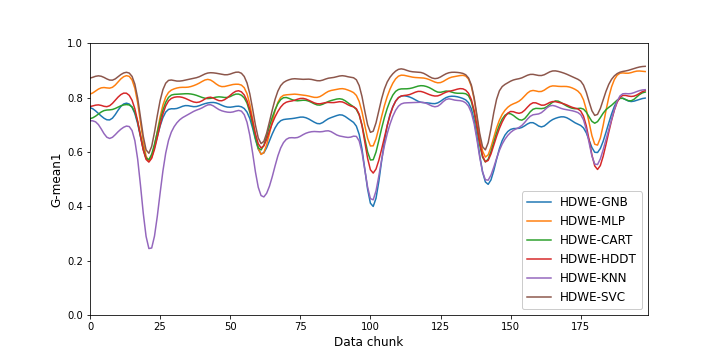 1.0
0.8
0.6
0.4
0.2
0.0
G-mean1
0 25 50 75 100 125 150 175
Data chunk
HDWE-GNB
HDWE-MLP
HDWE-CART
HDWE-HDDT
HDWE-KNN
HDWE-SVC